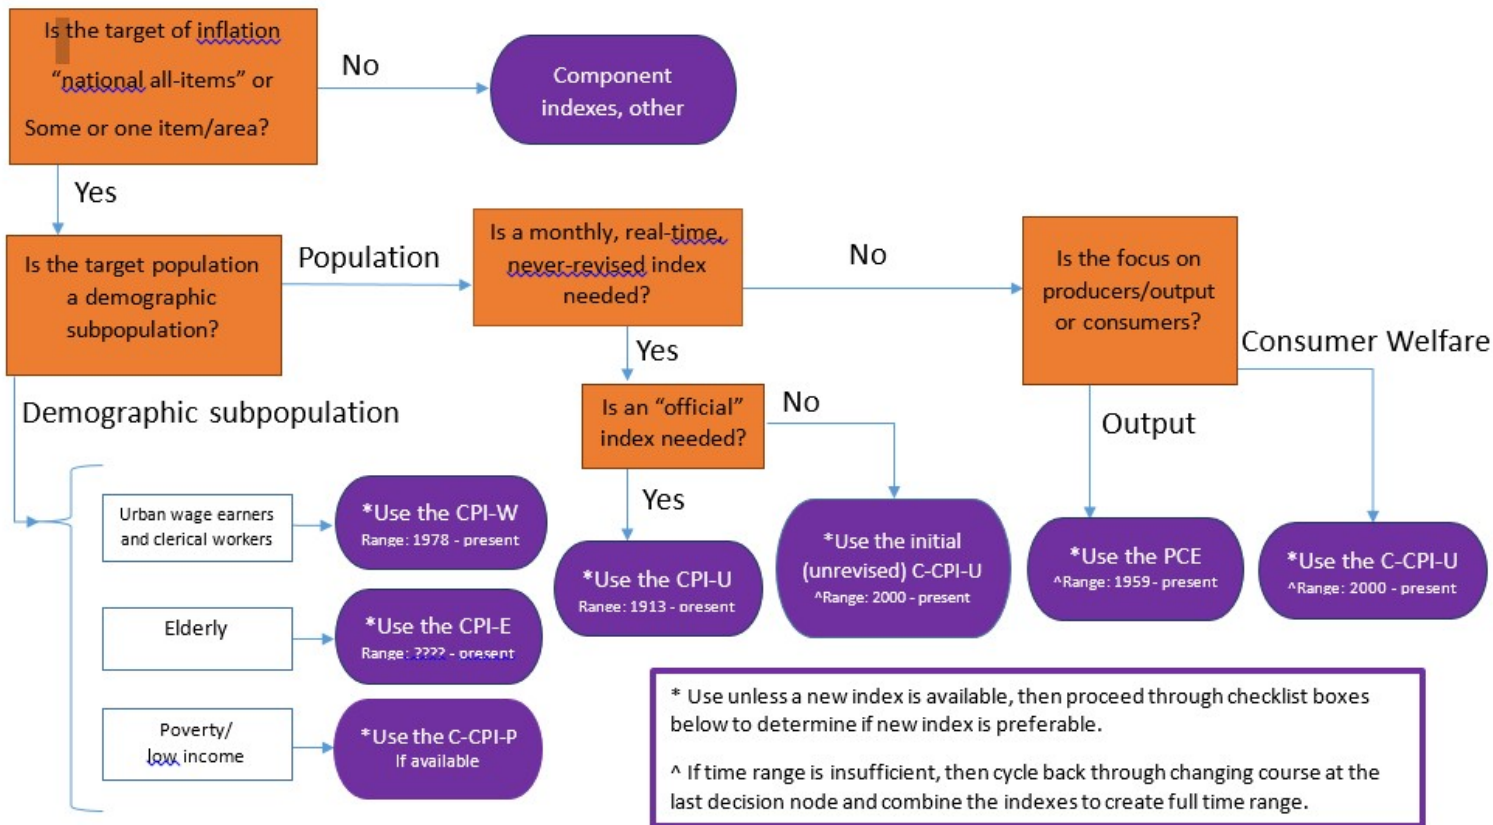 Is the target of inflation
“national all-items” or
Some or one item/area?
No
Component
indexes, other
Yes
Is the target population
a demographic
subpopulation?
Population
Is a monthly, real-time,
never-revised index
needed?
No
Is the focus on
producers/output
or consumers?
Consumer Welfare
Yes
Demographic subpopulation
Is an “official”
index needed?
No
Output
Yes
Urban wage earners
and clerical workers
*Use the CPI-W
Range: 1978 - present
*Use the CPI-U
Range: 1913 - present
*Use the initial
(unrevised) C-CPI-U
^Range: 2000 - present
*Use the PCE
^Range: 1959 - present
*Use the C-CPI-U
^Range: 2000 - present
Elderly
*Use the CPI-E
Range: ???? - present
Poverty/
low income
*Use the C-CPI-P
If available
* Use unless a new index is available, then proceed through checklist boxes
below to determine if new index is preferable.
^ If time range is insufficient, then cycle back through changing course at the
last decision node and combine the indexes to create full time range.